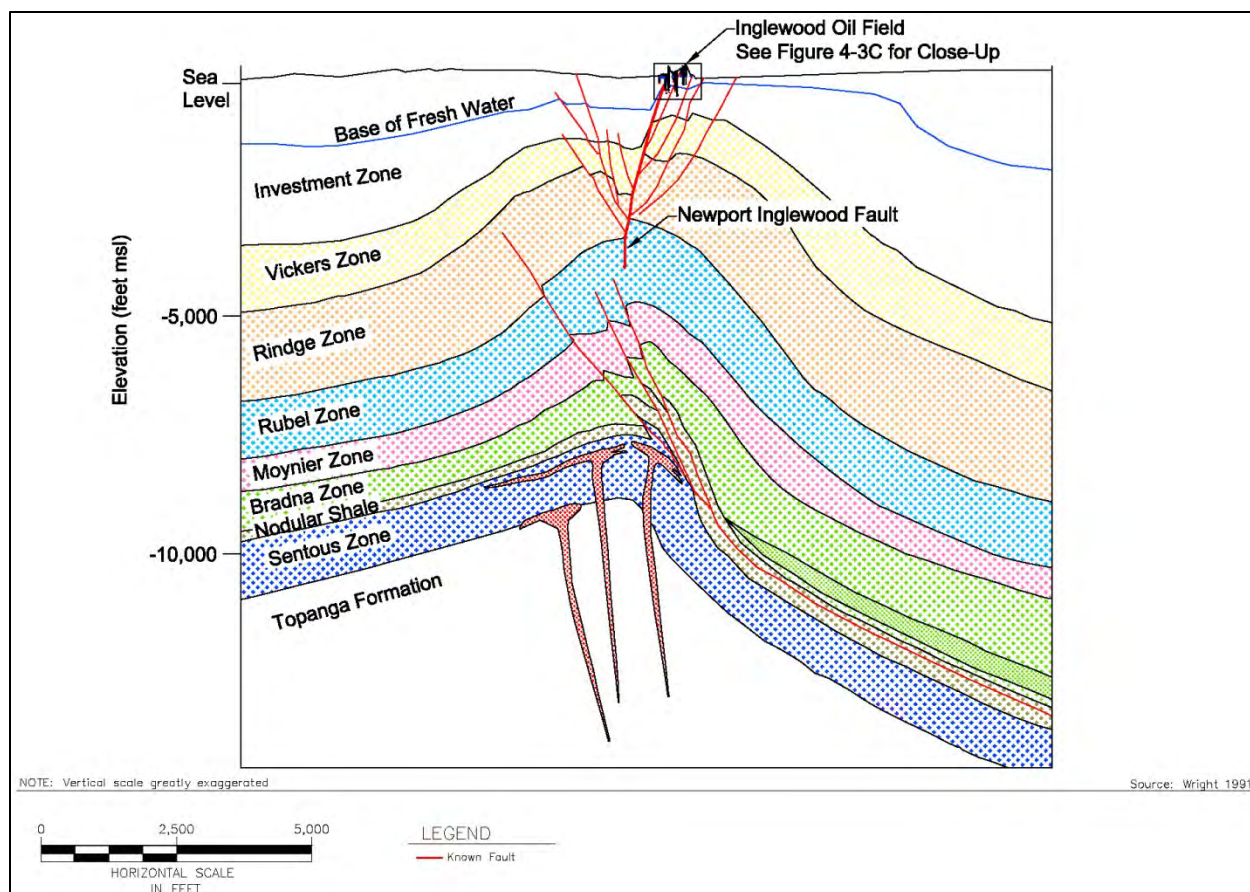 Inglewood Oil Field
See Figure 4-3C for Close-Up
Sea
Level
Base of Fresh Water
Investment Zone
Newport Inglewood Fault
Vickers Zone
Elevation (feet msl)
-5,000
Rindge Zone
Rubel Zone
Moynier Zone
Bradna Zone
Nodular Shale
Sentous Zone
-10,000
Topanga Formation
NOTE: Vertical scale greatly exaggerated
Source: Wright 1991
0 2,500 5,000
HORIZONTAL SCALE
IN FEET
LEGEND
Known Fault